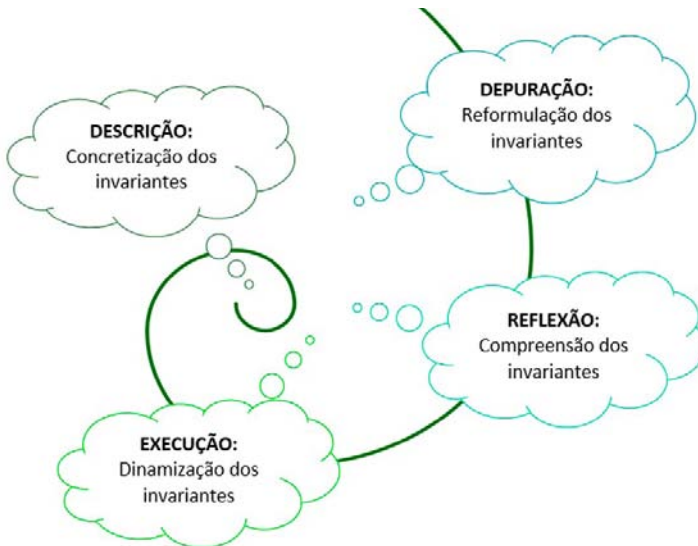 DESCRIÇÃO:
Concretização dos
invariantes
DEPURAÇÃO:
Reformulação dos
invariantes
REFLEXÃO:
Compreensão dos
invariantes
EXECUÇÃO:
Dinamização dos
invariantes